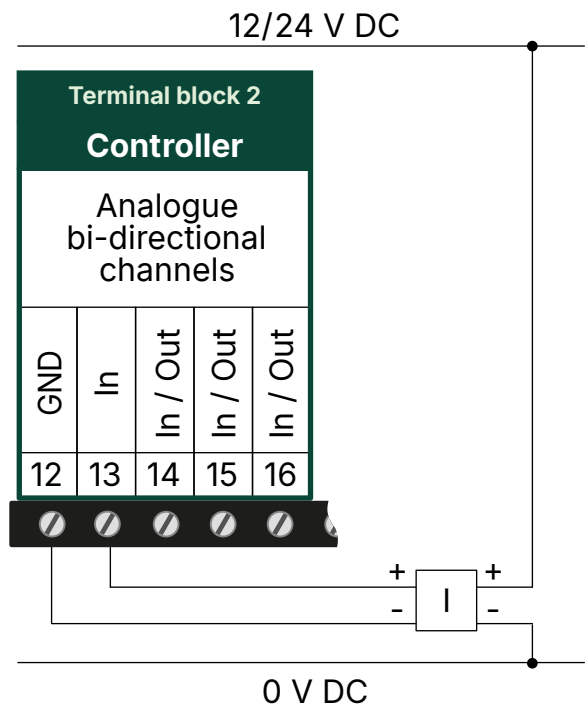 12/24 V DC
Terminal block 2
Controller
Analogue
bi-directional
channels
GND
In
In / Out
In / Out
In / Out
12
13
14
15
16
+
+
I
-
-
0 V DC